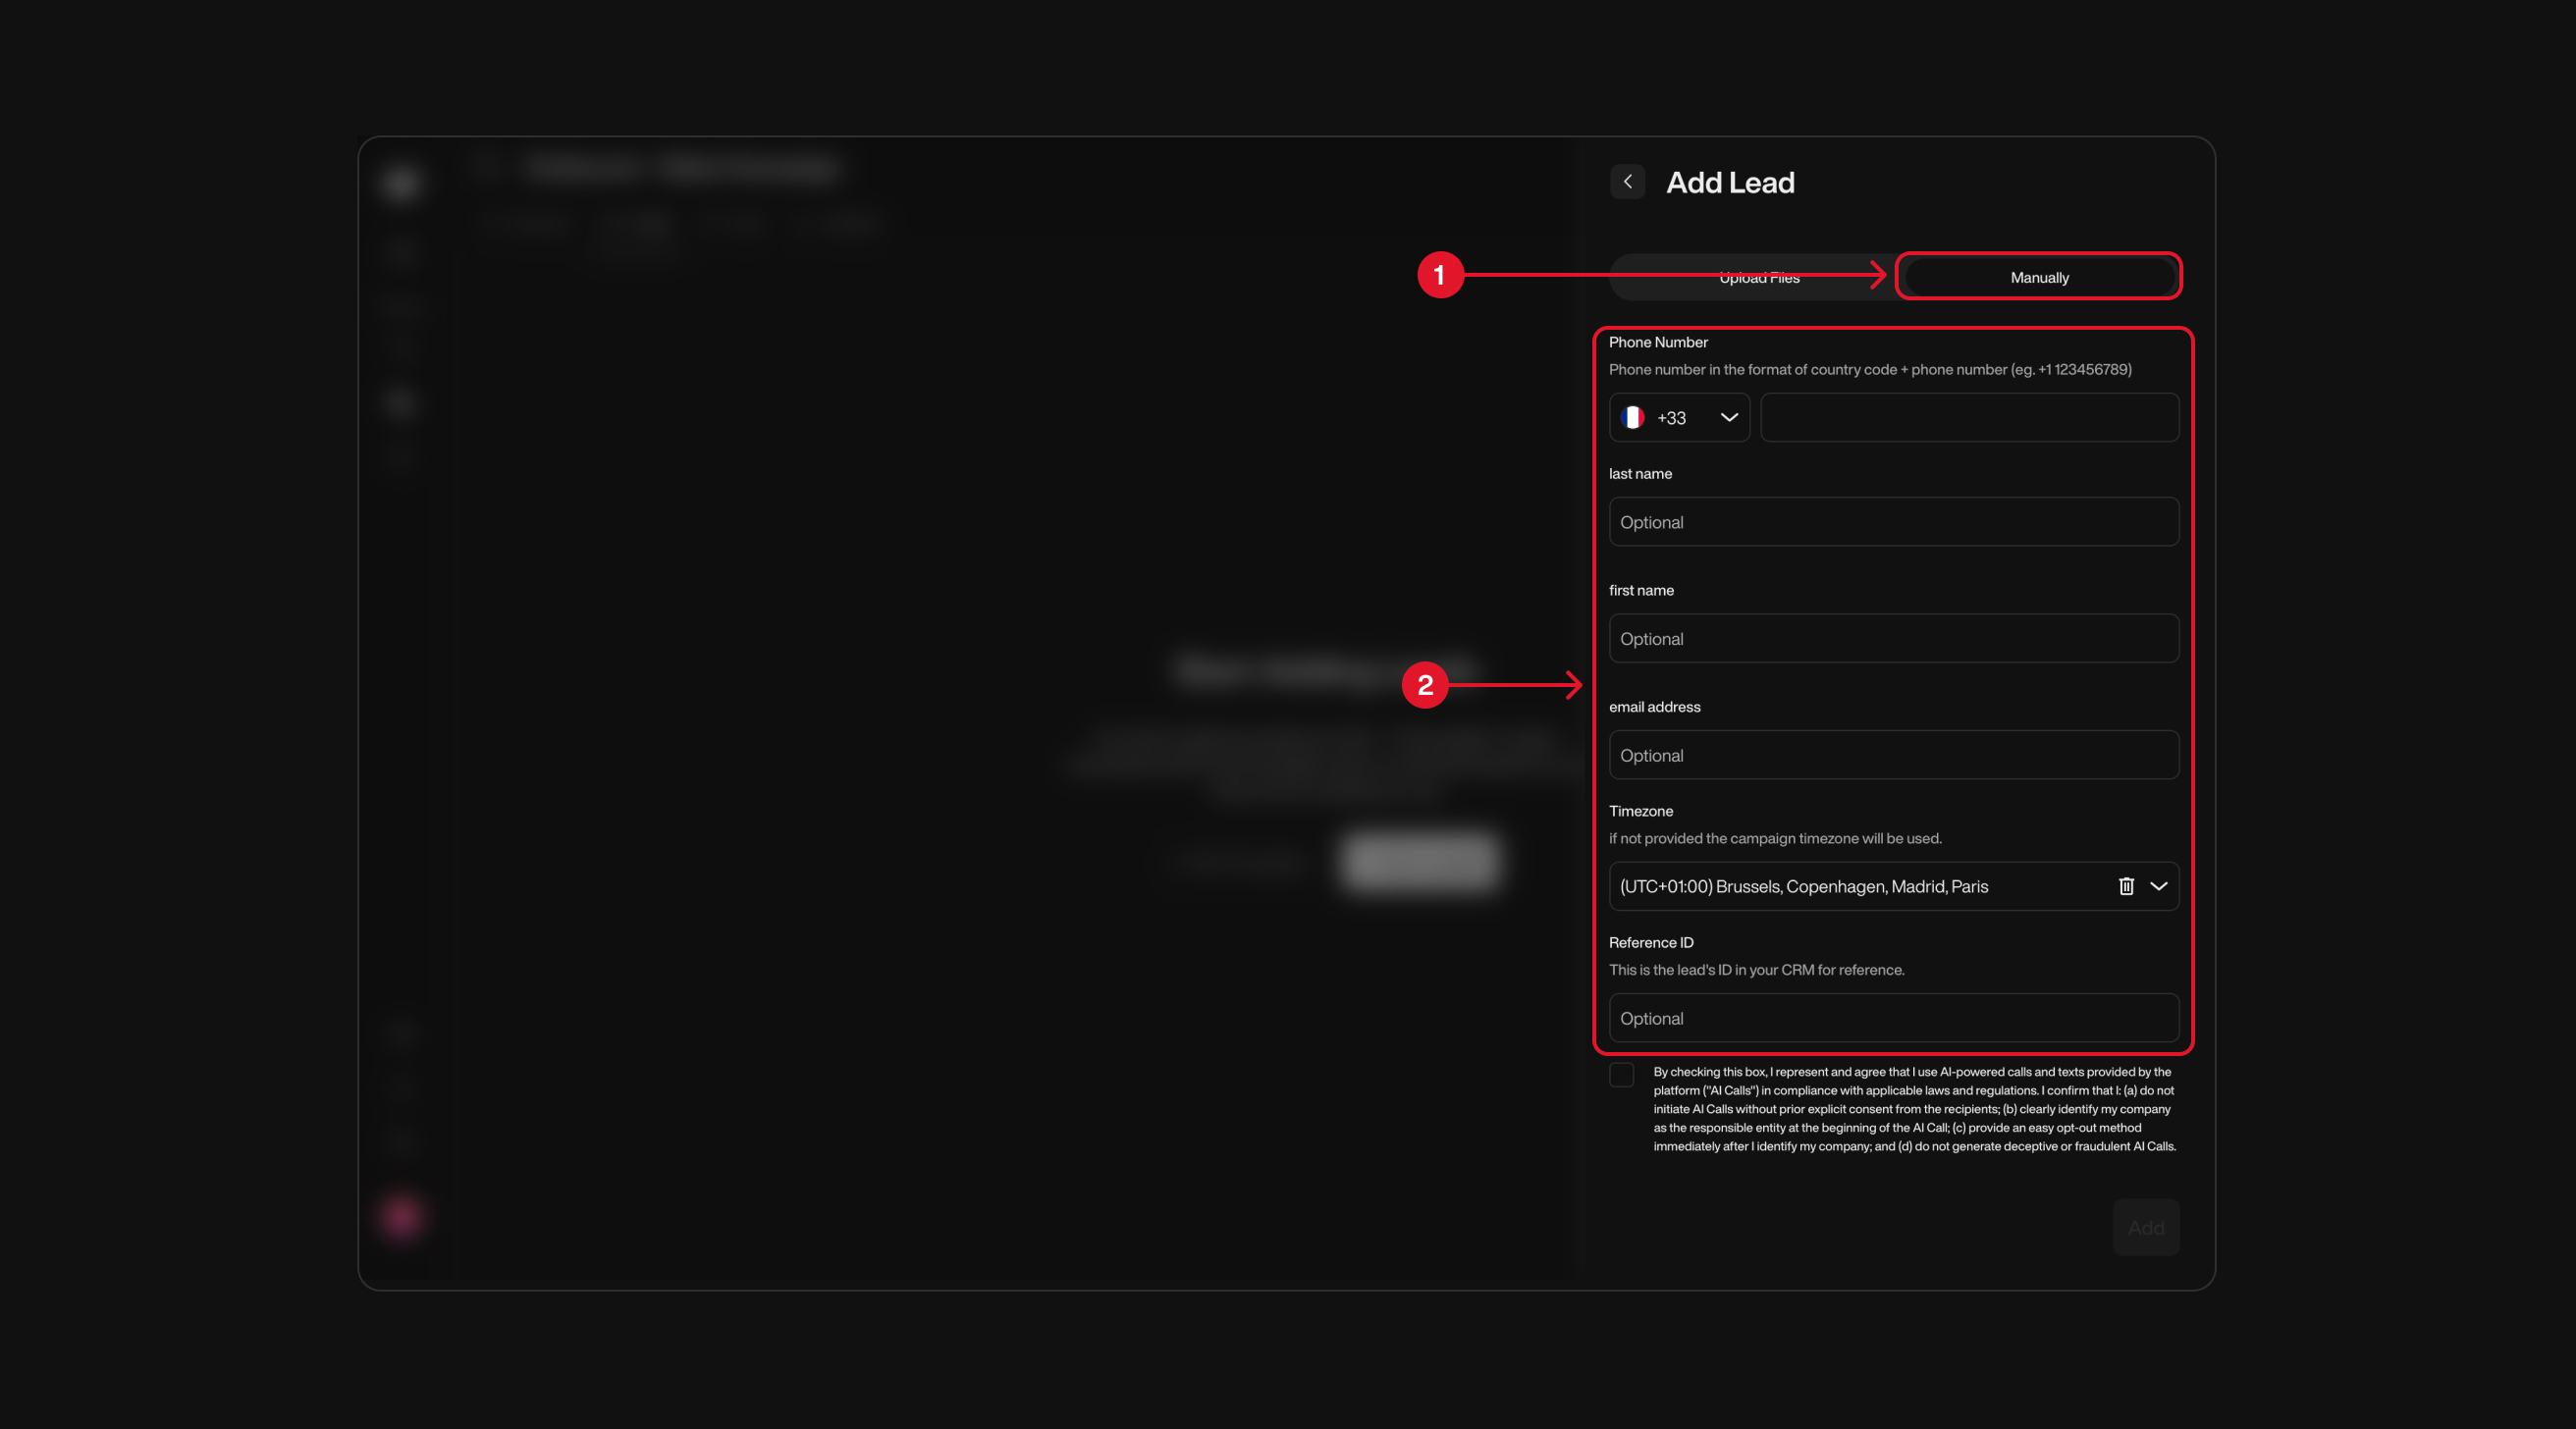 Add Lead
1
Upload Files
Manually
Phone Number
Phone number in the format of country code + phone number (eg. +1 123456789)
+33
last name
Optional
first name
Optional
2
email address
Optional
Timezone
if not provided the campaign timezone will be used.
(UTC+01:00) Brussels, Copenhagen, Madrid, Paris
Reference ID
This is the lead's ID in your CRM for reference.
Optional
By checking this box, I represent and agree that I use AI-powered calls and texts provided by the
platform ("AI Calls") in compliance with applicable laws and regulations. I confirm that I: (a) do not
initiate AI Calls without prior explicit consent from the recipients; (b) clearly identify my company
as the responsible entity at the beginning of the AI Call; (c) provide an easy opt-out method
immediately after I identify my company; and (d) do not generate deceptive or fraudulent AI Calls.
Add